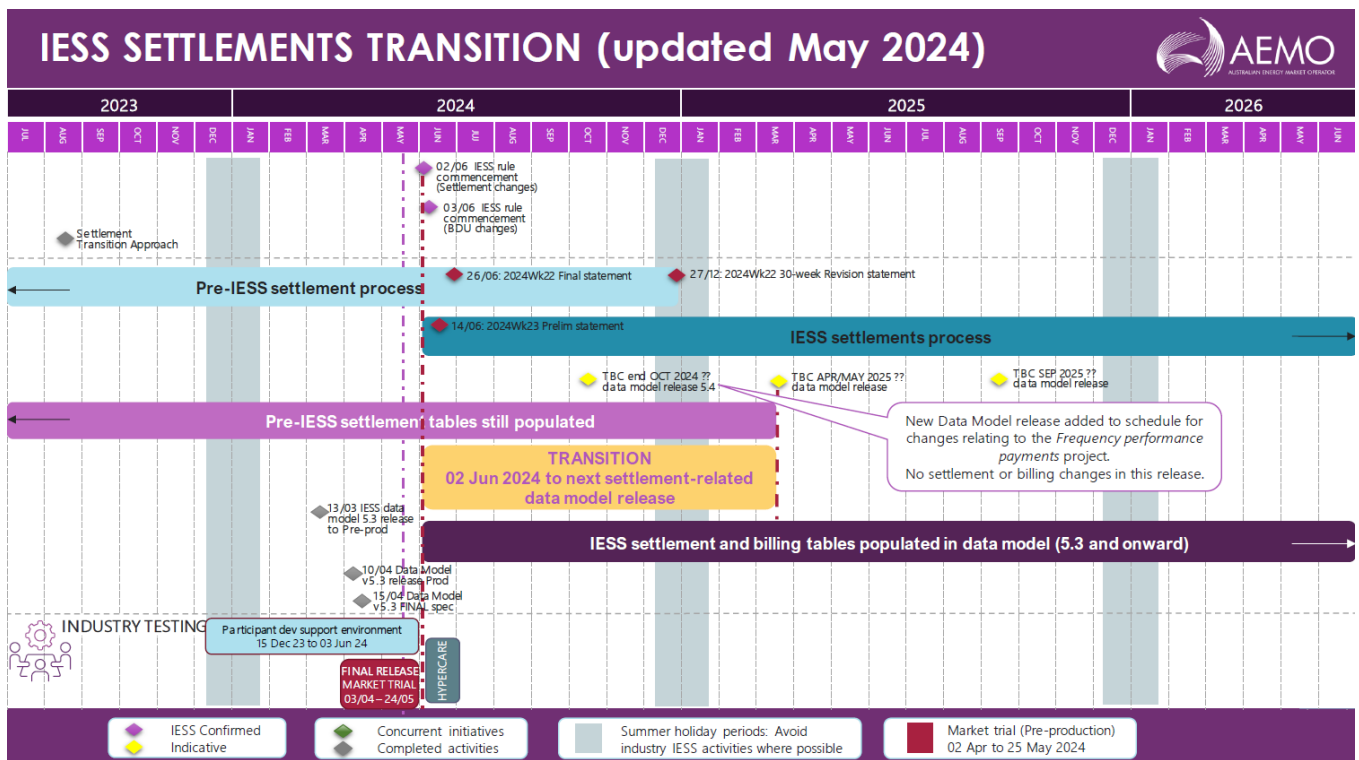 IESS SETTLEMENTS TRANSITION (updated May 2024)
AEMO
AUSTRALIAN ENERGY MARKET OPERATOR
2023 2024 2025 2026
JUL AUG SEP OCT NOV DEC JAN FEB MAR APR MAY JUN JUL AUG SEP OCT NOV DEC JAN FEB MAR APR MAY JUN JUL AUG SEP OCT NOV DEC JAN FEB MAR APR MAY JUN
02/06 IESS rule
commencement
(Settlement changes)
03/06 IESS rule
commencement
(BDU changes)
Settlement
Transition Approach
Pre-IESS settlement process
26/06: 2024Wk22 Final statement
27/12: 2024Wk22 30-week Revision statement
14/06: 2024Wk23 Prelim statement
IESS settlements process
TBC end OCT 2024 ??
data model release 5.4
TBC APR/MAY 2025 ??
data model release
TBC SEP 2025 ??
data model release
Pre-IESS settlement tables still populated
New Data Model release added to schedule for
changes relating to the Frequency performance
payments project.
No settlement or billing changes in this release.
TRANSITION
02 Jun 2024 to next settlement-related
data model release
13/03 IESS data
model 5.3 release
to Pre-prod
IESS settlement and billing tables populated in data model (5.3 and onward)
10/04 Data Model
v5.3 release Prod
15/04 Data Model
v5.3 FINAL spec
INDUSTRY TESTING
Participant dev support environment
15 Dec 23 to 03 Jun 24
FINAL RELEASE
MARKET TRIAL
03/04 – 24/05
HYPERCARE
IESS Confirmed
Indicative
Concurrent initiatives
Completed activities
Summer holiday periods: Avoid
industry IESS activities where possible
Market trial (Pre-production)
02 Apr to 25 May 2024